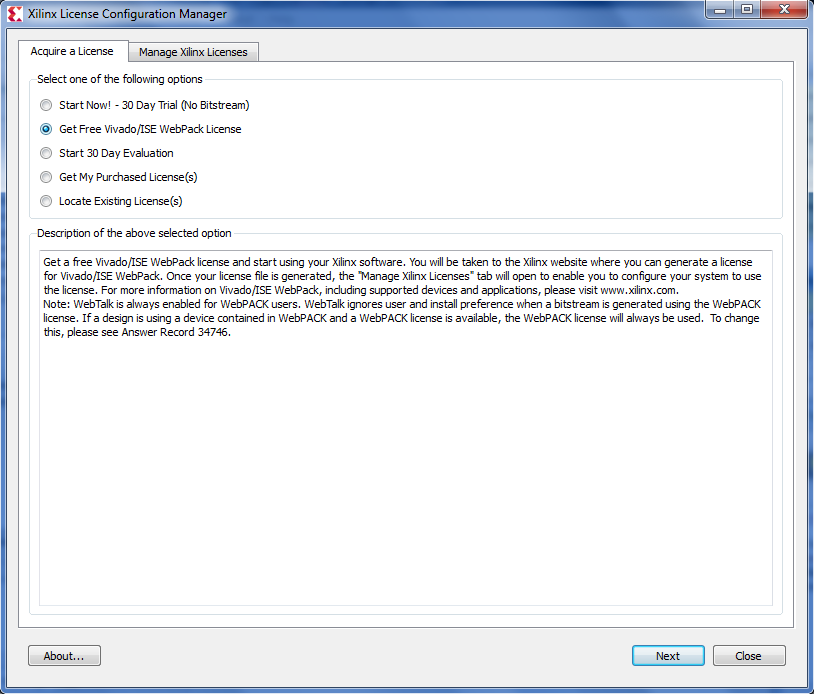 Xilinx License Configuration Manager
Acquire a License
Manage Xilinx Licenses
Select one of the following options
Start Now! - 30 Day Trial (No Bitstream)
Get Free Vivado/ISE WebPack License
Start 30 Day Evaluation
Get My Purchased License(s)
Locate Existing License(s)
Description of the above selected option
Get a free Vivado/ISE WebPack license and start using your Xilinx software. You will be taken to the Xilinx website where you can generate a license
for Vivado/ISE WebPack. Once your license file is generated, the "Manage Xilinx Licenses" tab will open to enable you to configure your system to use
the license. For more information on Vivado/ISE WebPack, including supported devices and applications, please visit www.xilinx.com.
Note: WebTalk is always enabled for WebPACK users. WebTalk ignores user and install preference when a bitstream is generated using the WebPACK
license. If a design is using a device contained in WebPACK and a WebPACK license is available, the WebPACK license will always be used.  To change
this, please see Answer Record 34746.
About...
Next
Close